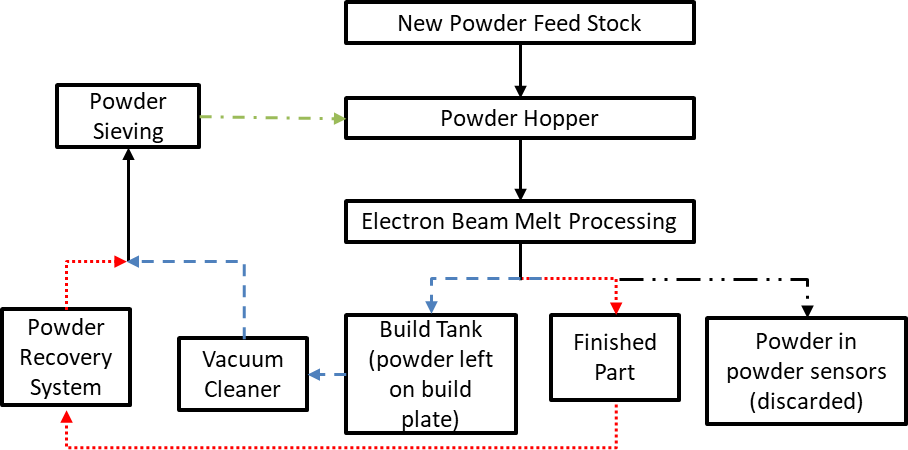 New Powder Feed Stock
Powder
Sieving
Powder Hopper
Electron Beam Melt Processing
Powder
Recovery
System
Vacuum
Cleaner
Build Tank
(powder left
on build
plate)
Finished
Part
Powder in
powder sensors
(discarded)